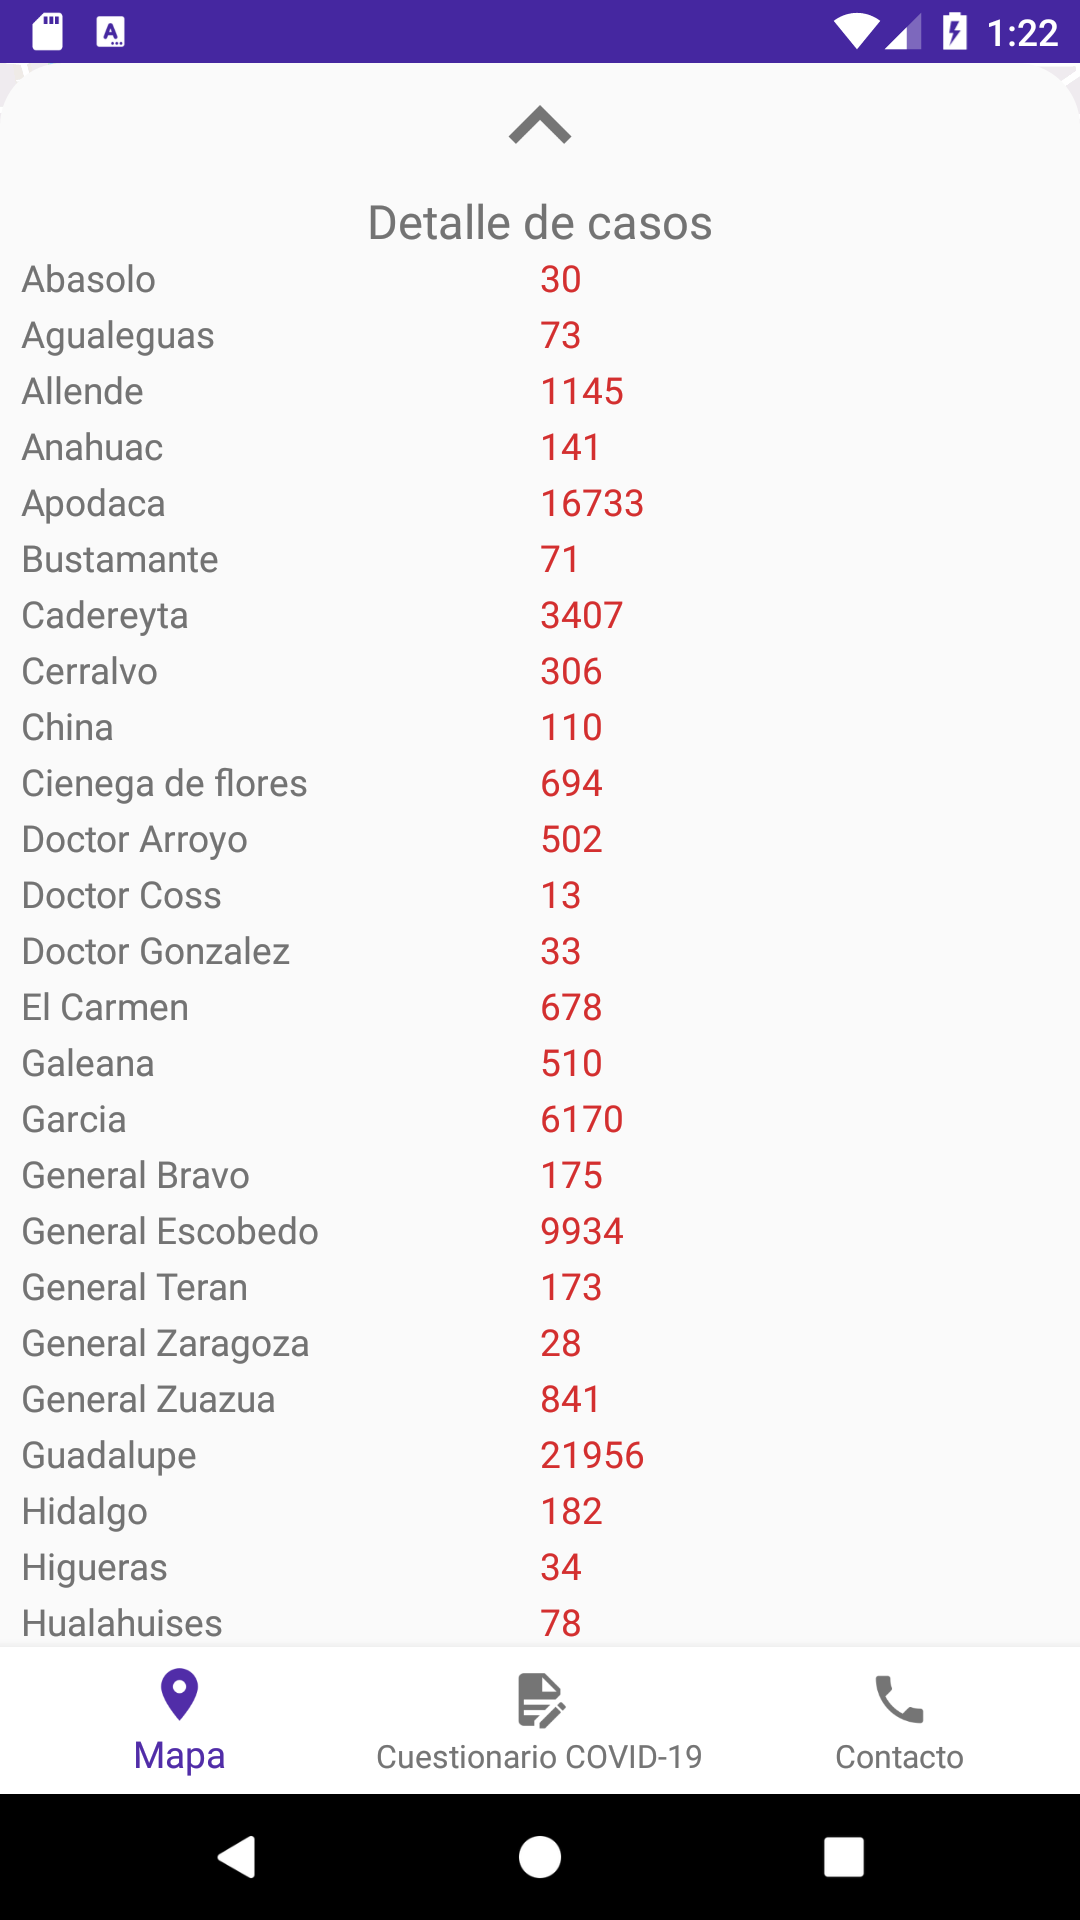 1:22
Detalle de casos
Abasolo 30
Agualeguas 73
Allende 1145
Anahuac 141
Apodaca 16733
Bustamante 71
Cadereyta 3407
Cerralvo 306
China 110
Cienega de flores 694
Doctor Arroyo 502
Doctor Coss 13
Doctor Gonzalez 33
El Carmen 678
Galeana 510
Garcia 6170
General Bravo 175
General Escobedo 9934
General Teran 173
General Zaragoza 28
General Zuazua 841
Guadalupe 21956
Hidalgo 182
Higueras 34
Hualahuises 78
Mapa Cuestionario COVID-19 Contacto